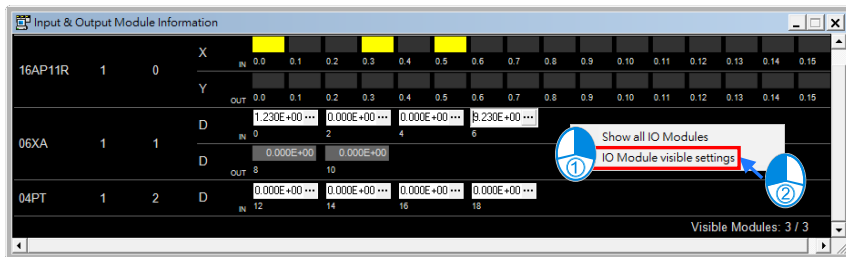 Input & Output Module Information
X
IN 0.0 0.1 0.2 0.3 0.4 0.5 0.6 0.7 0.8 0.9 0.10 0.11 0.12 0.13 0.14 0.15
16AP11R 1 0
Y
OUT 0.0 0.1 0.2 0.3 0.4 0.5 0.6 0.7 0.8 0.9 0.10 0.11 0.12 0.13 0.14 0.15
D 1.230E+00 ··· 0.000E+00 ··· 0.000E+00 ··· 9.230E+00 ···
IN 0 2 4 6
Show all IO Modules
06XA 1 1
IO Module visible settings
D 0.000E+00 0.000E+00
OUT 8 10
1
2
04PT 1 2 D 0.000E+00 ··· 0.000E+00 ··· 0.000E+00 ··· 0.000E+00 ···
IN 12 14 16 18
Visible Modules: 3 / 3